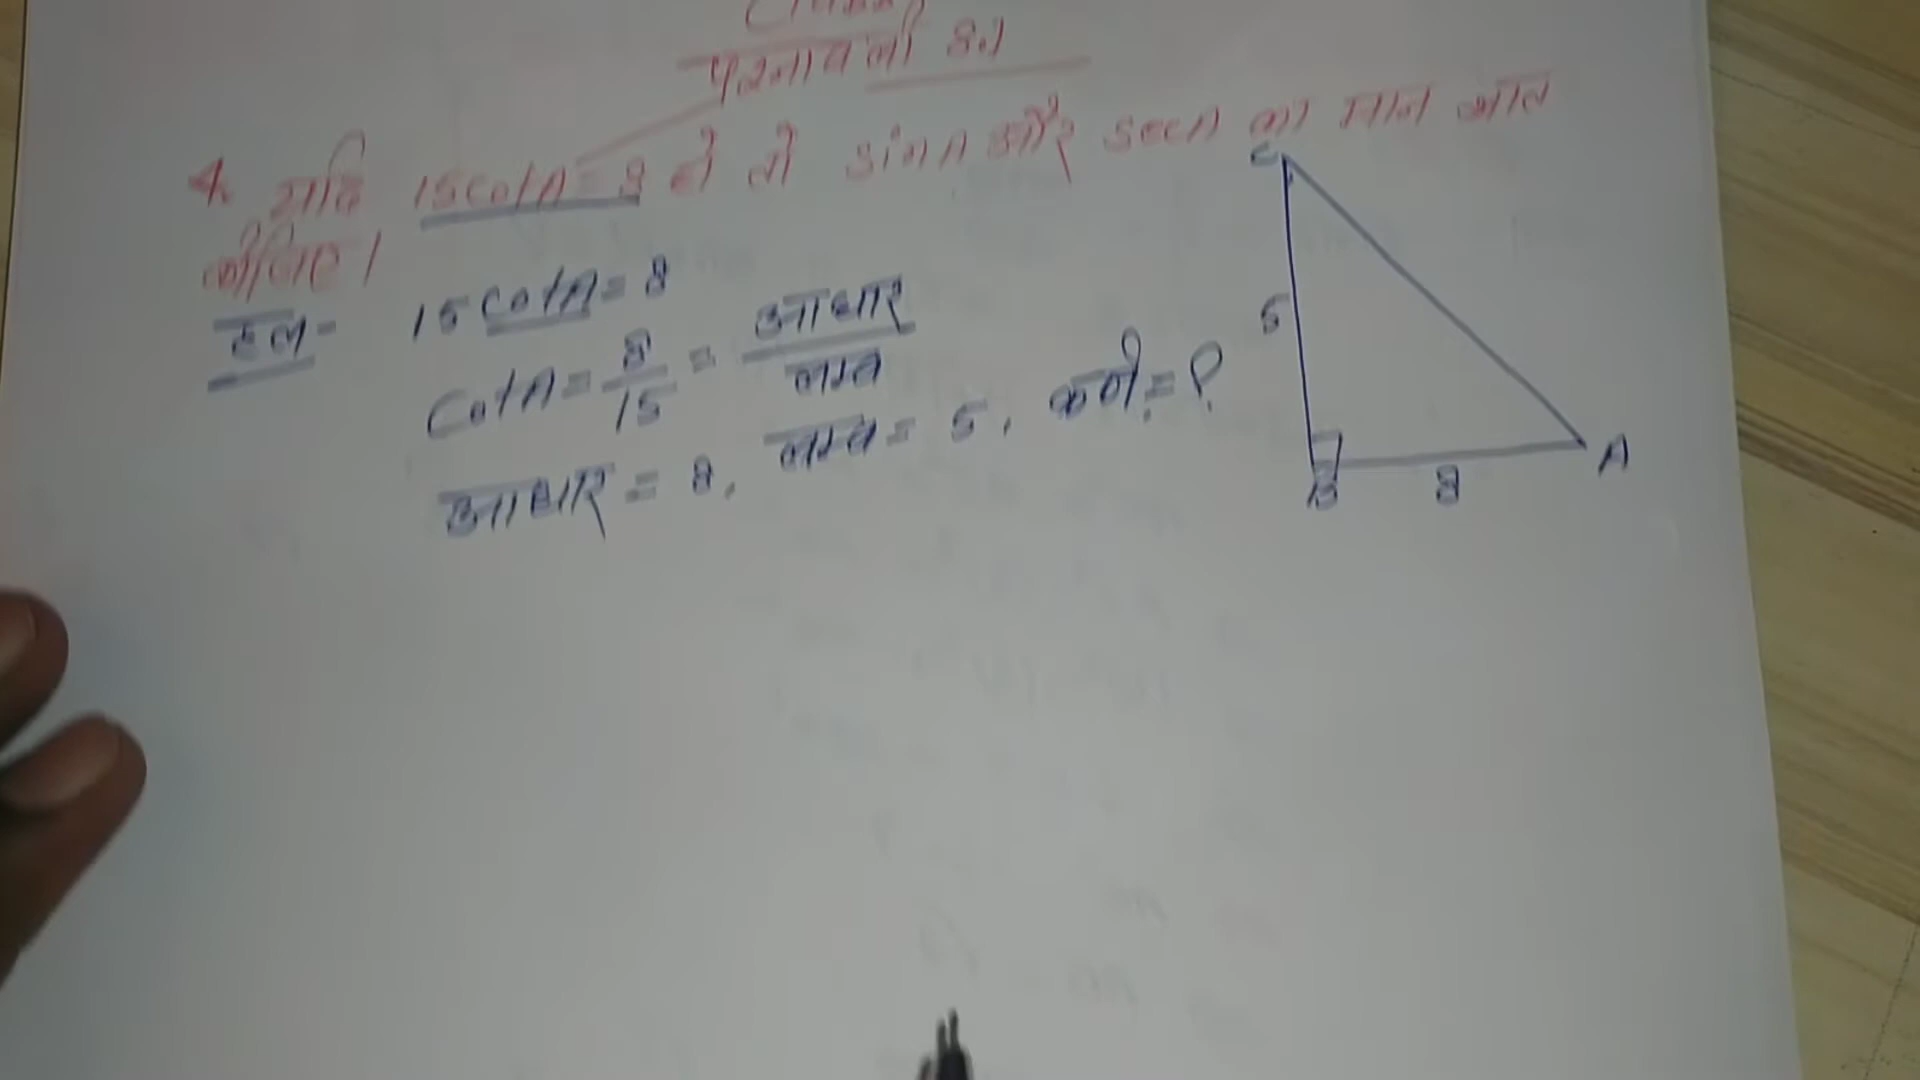 प्रश्नावली 8.1
4. यदि 15cotA=8 हो तो sinA और secA का मान ज्ञात
कीजिए।
हल- 15cotA=8
cotA=8/15=आधार/लम्ब
आधार=8, लम्ब=5, कर्ण=?
C
5
B 8 A